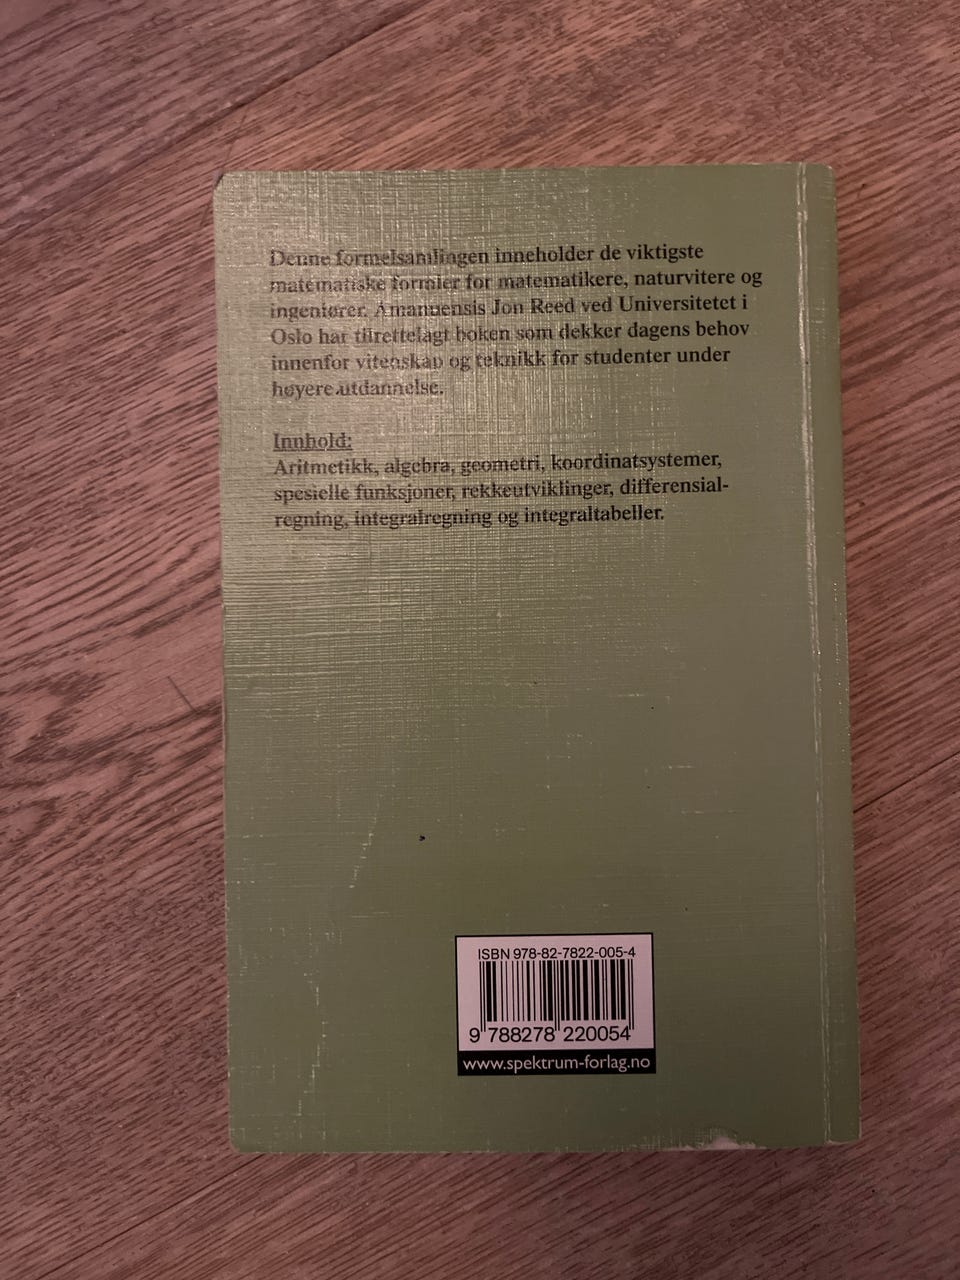 Denne formelsamlingen inneholder de viktigste
matematiske formler for matematikere, naturvitere og
ingeniører. Amanuensis Jon Reed ved Universitetet i
Oslo har tilrettelagt boken som dekker dagens behov
innenfor vitenskap og teknikk for studenter under
høyere utdannelse.
Innhold:
Aritmetikk, algebra, geometri, koordinatsystemer,
spesielle funksjoner, rekkeutviklinger, differensial-
regning, integralregning og integraltabeller.
ISBN 978-82-7822-005-4
9 788278 220054
www.spektrum-forlag.no